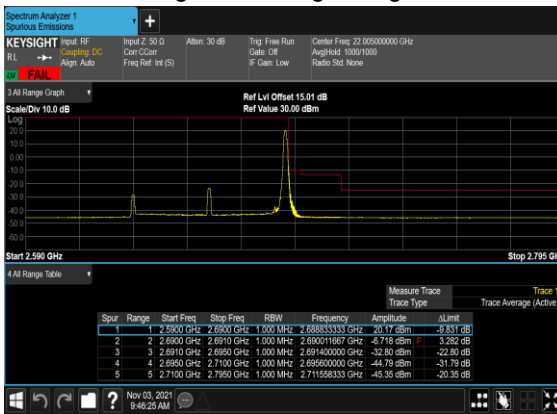 Spectrum Analyzer 1
Spurious Emissions
KEYSIGHT Input: RF Input Z: 50 Ω Atten: 30 dB Trig: Free Run Center Freq: 22.005000000 GHz
RL Coupling: DC Corr CCorr Gate: Off Avg|Hold: 1000/1000
Align: Auto Freq Ref: Int (S) IF Gain: Low Radio Std: None
LV FAIL
3 All Range Graph
Ref Lvl Offset 15.01 dB
Scale/Div 10.0 dB Ref Value 30.00 dBm
Log
20.0
10.0
0.00
-10.0
-20.0
-30.0
-40.0
-50.0
-60.0
Start 2.590 GHz Stop 2.795 GH
4 All Range Table
Measure Trace Trace 1
Trace Type Trace Average (Active
Spur Range Start Freq Stop Freq RBW Frequency Amplitude ΔLimit
1 1 2.5900 GHz 2.6900 GHz 1.000 MHz 2.688833333 GHz 20.17 dBm -9.831 dB
2 2 2.6900 GHz 2.6910 GHz 1.000 MHz 2.690011667 GHz -6.718 dBm F 3.282 dB
3 3 2.6910 GHz 2.6950 GHz 1.000 MHz 2.691400000 GHz -32.80 dBm -22.80 dB
4 4 2.6950 GHz 2.7100 GHz 1.000 MHz 2.695600000 GHz -44.79 dBm -31.79 dB
5 5 2.7100 GHz 2.7950 GHz 1.000 MHz 2.711558333 GHz -45.35 dBm -20.35 dB
Nov 03, 2021
9:46:25 AM